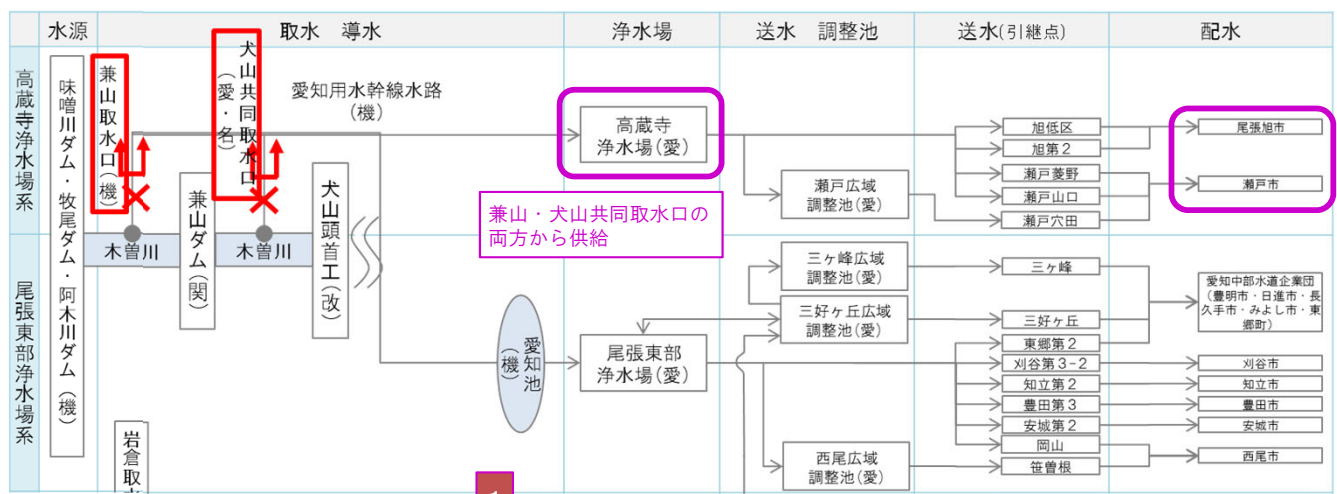 水源
取水 導水
浄水場
送水 調整池
送水(引継点)
配水
高蔵寺浄水場系
尾張東部浄水場系
味噌川ダム・牧尾ダム・阿木川ダム(機)
兼山取水口(機)
犬山共同取水口
(愛・名)
愛知用水幹線水路
(機)
木曽川
兼山ダム(関)
木曽川
犬山頭首工(改)
岩倉取水
愛知池
(機)
高蔵寺
浄水場(愛)
兼山・犬山共同取水口の
両方から供給
尾張東部
浄水場(愛)
瀬戸広域
調整池(愛)
三ヶ峰広域
調整池(愛)
三好ヶ丘広域
調整池(愛)
西尾広域
調整池(愛)
旭低区
旭第2
瀬戸菱野
瀬戸山口
瀬戸穴田
三ヶ峰
三好ヶ丘
東郷第2
刈谷第3-2
知立第2
豊田第3
安城第2
岡山
笹曽根
尾張旭市
瀬戸市
愛知中部水道企業団
(豊明市・日進市・長
久手市・みよし市・東
郷町)
刈谷市
知立市
豊田市
安城市
西尾市